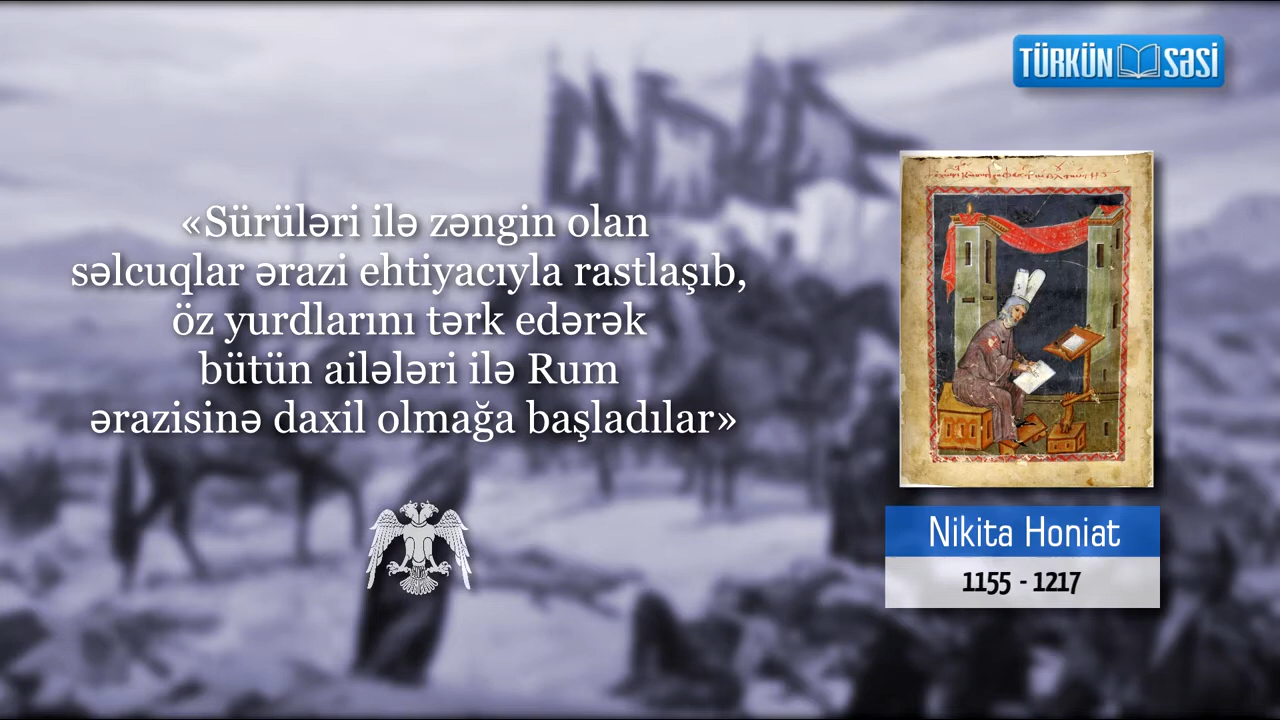 TÜRKÜN SƏSİ
«Sürüləri ilə zəngin olan
səlcuqlar ərazi ehtiyacıyla rastlaşıb,
öz yurdlarını tərk edərək
bütün ailələri ilə Rum
ərazisinə daxil olmağa başladılar»
Nikita Honiat
1155 - 1217